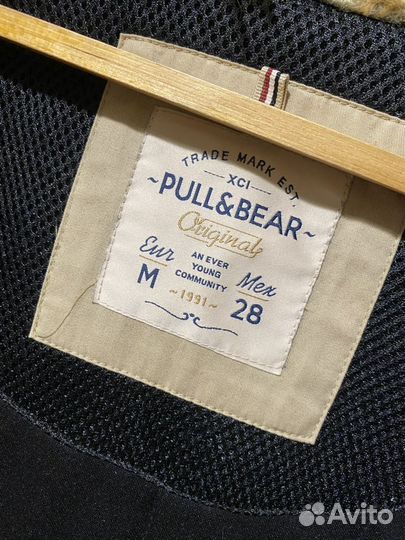 TRADE MARK EST.
XCI
~PULL&BEAR~
Originals
Eur AN EVER Mex
YOUNG
M COMMUNITY 28
~1991~
Avito